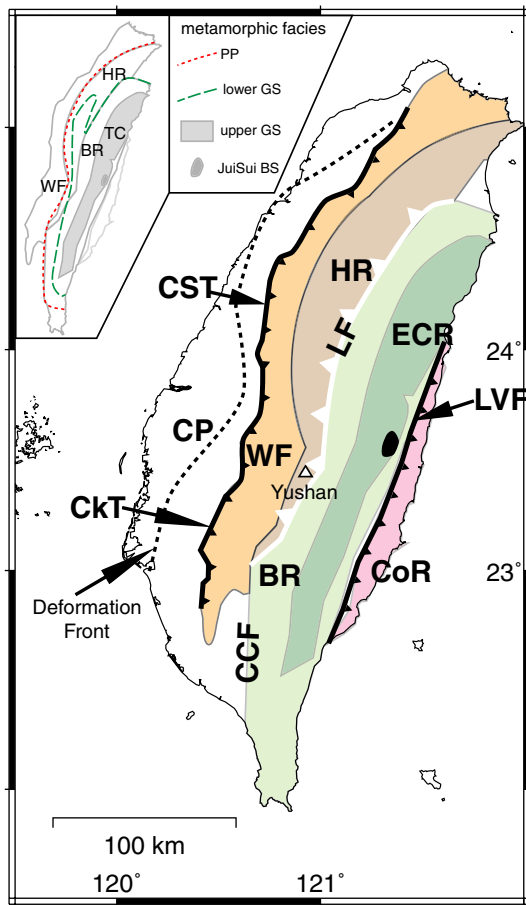 metamorphic facies
PP
lower GS
upper GS
JuiSui BS
HR
TC
BR
WF
CST
HR
LF
ECR
24˚
LVF
CP
WF
Yushan
CkT
BR
CoR
23˚
Deformation
Front
CCF
100 km
120˚
121˚